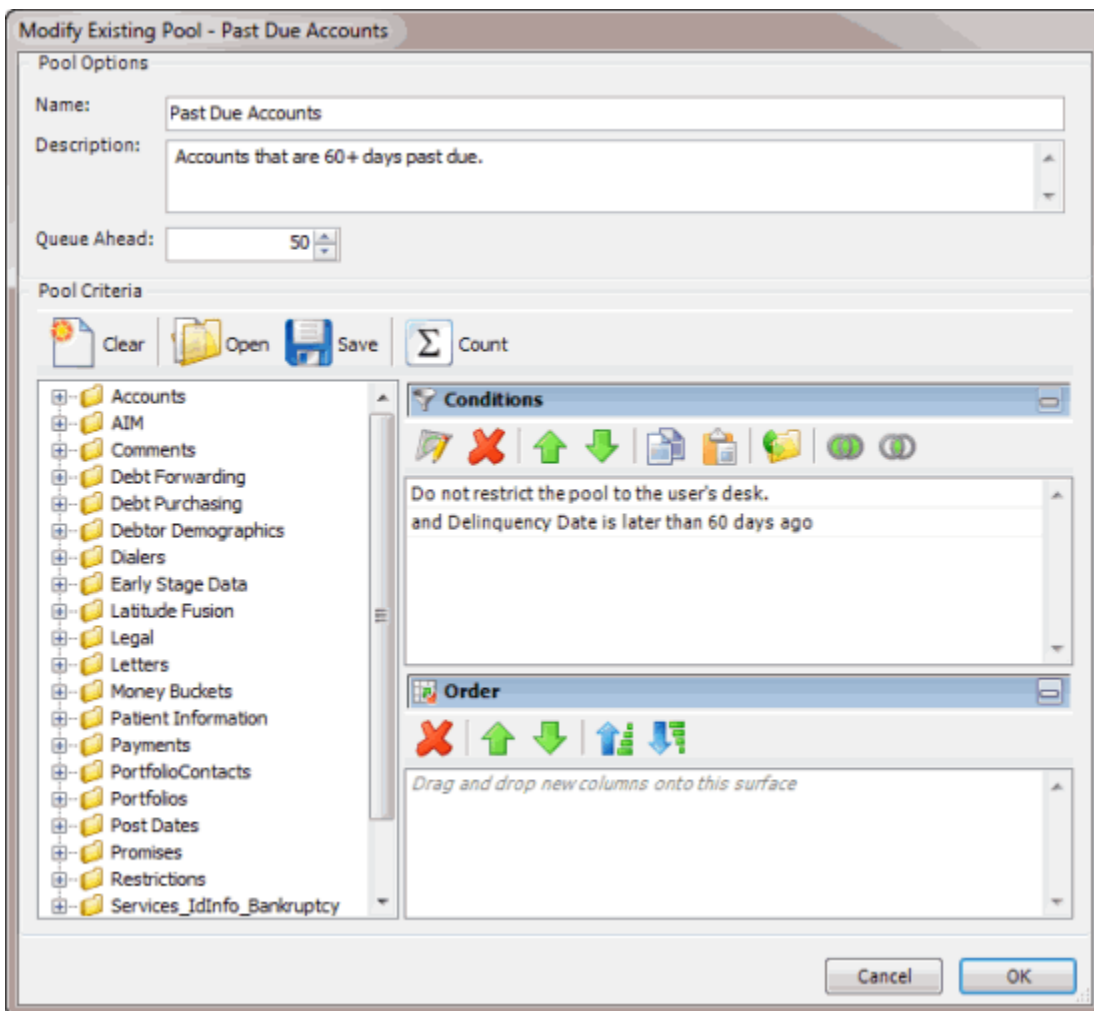 Modify Existing Pool - Past Due Accounts
Pool Options
Name:
Past Due Accounts
Description:
Accounts that are 60+ days past due.
Queue Ahead:
50
Pool Criteria
Clear Open Save Σ Count
Accounts
AIM
Comments
Debt Forwarding
Debt Purchasing
Debtor Demographics
Dialers
Early Stage Data
Latitude Fusion
Legal
Letters
Money Buckets
Patient Information
Payments
PortfolioContacts
Portfolios
Post Dates
Promises
Restrictions
Services_IdInfo_Bankruptcy
Conditions
Do not restrict the pool to the user's desk.
and Delinquency Date is later than 60 days ago
Order
Drag and drop new columns onto this surface
Cancel OK